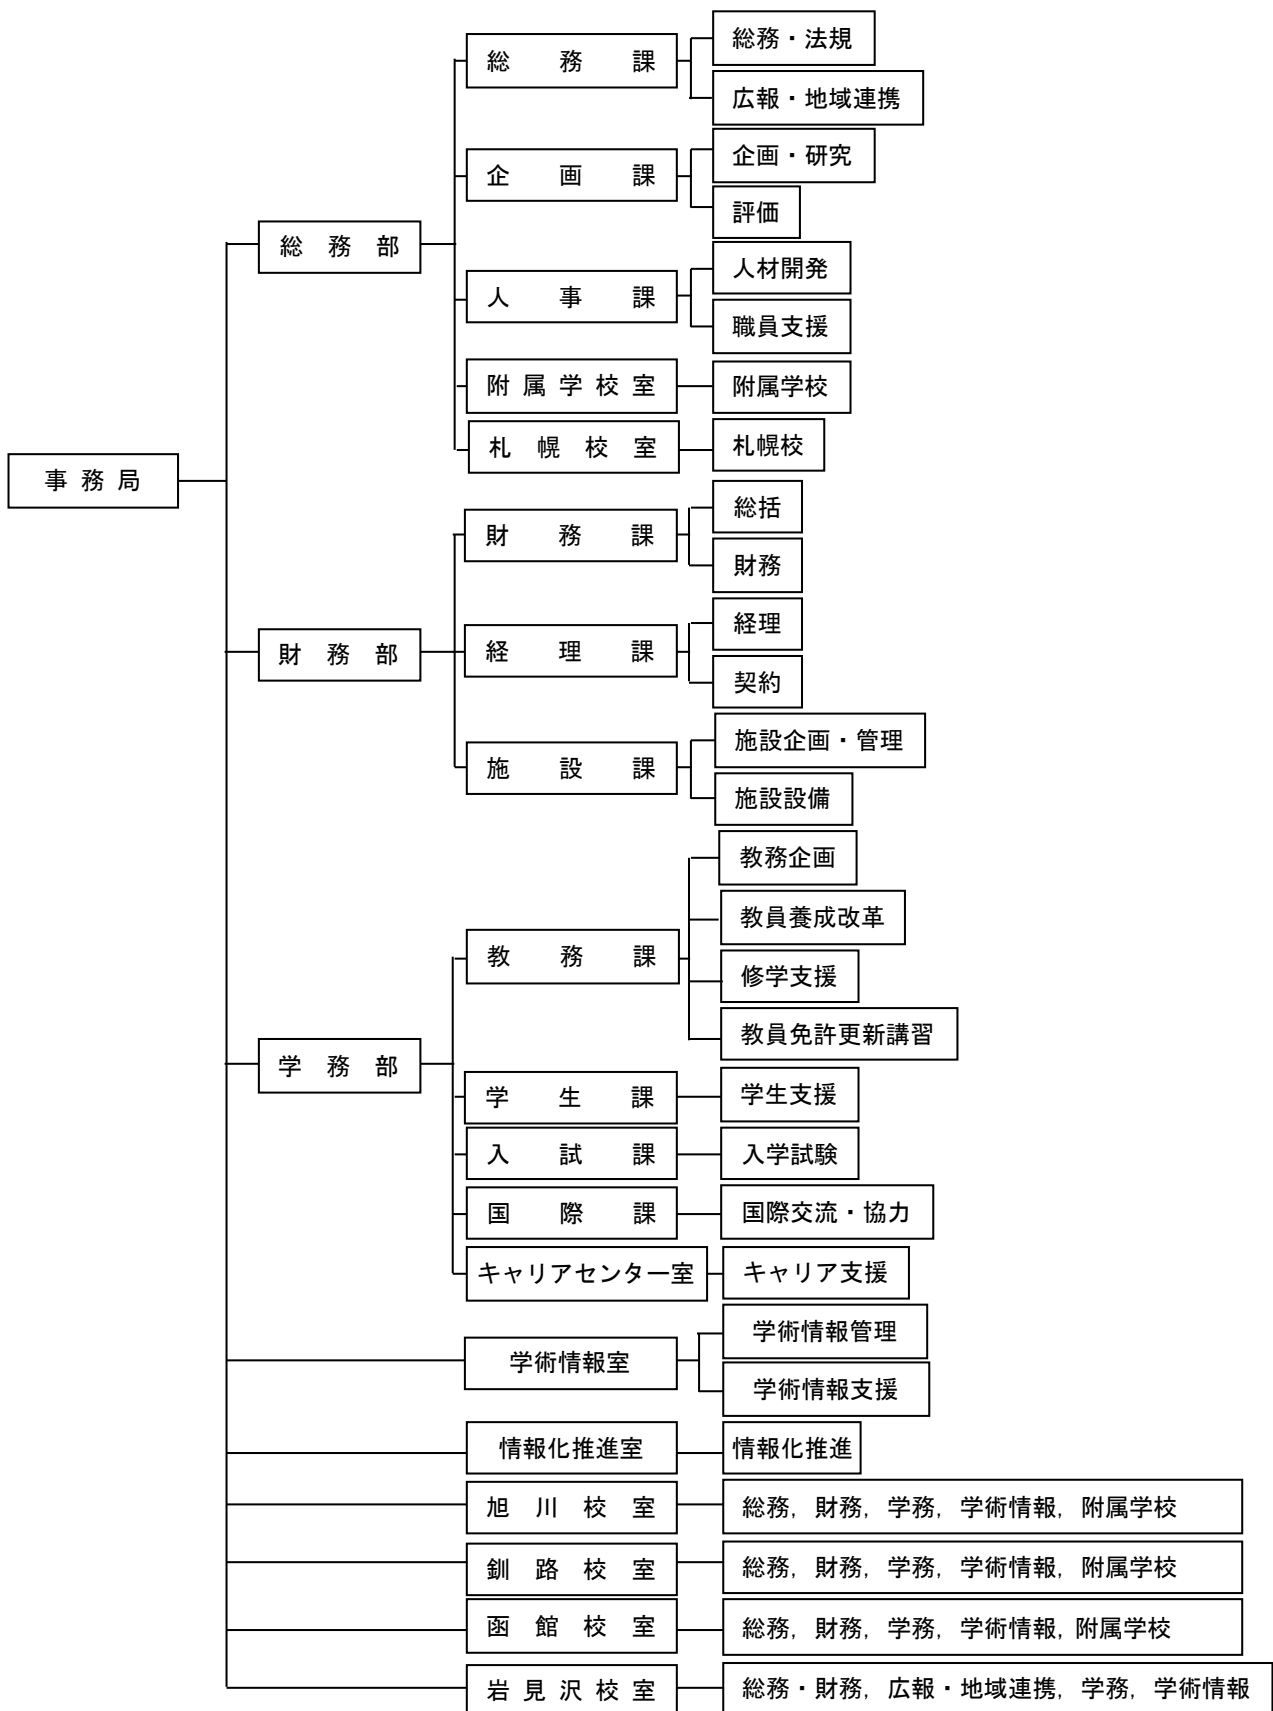 総務・法規
総務課
広報・地域連携
企画・研究
企画課
評価
総務部
人材開発
人事課
職員支援
附属学校室
附属学校
札幌校室
札幌校
事務局
総括
財務課
財務
経理
財務部
経理課
契約
施設企画・管理
施設課
施設設備
教務企画
教員養成改革
教務課
修学支援
教員免許更新講習
学務部
学生課
学生支援
入試課
入学試験
国際課
国際交流・協力
キャリアセンター室
キャリア支援
学術情報管理
学術情報室
学術情報支援
情報化推進室
情報化推進
旭川校室
総務, 財務, 学務, 学術情報, 附属学校
釧路校室
総務, 財務, 学務, 学術情報, 附属学校
函館校室
総務, 財務, 学務, 学術情報, 附属学校
岩見沢校室
総務・財務, 広報・地域連携, 学務, 学術情報